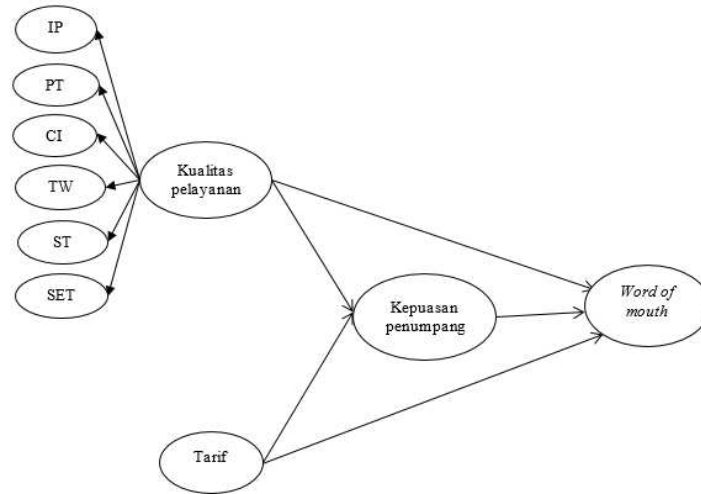 IP
PT
CI
TW
ST
SET
Kualitas
pelayanan
Kepuasan
penumpang
Word of
mouth
Tarif